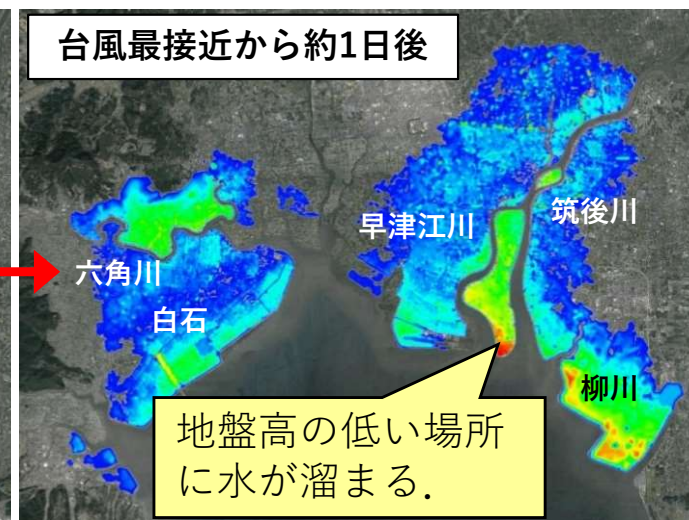 台風最接近から約1日後
早津江川
筑後川
六角川
白石
柳川
地盤高の低い場所
に水が溜まる.